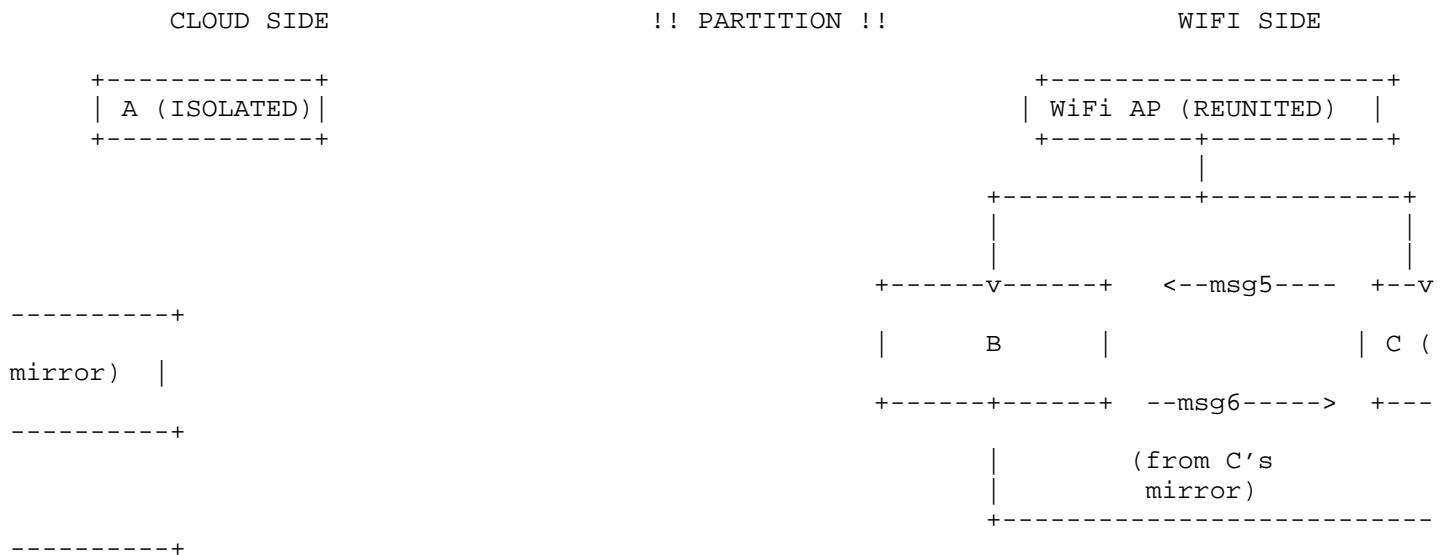 CLOUD SIDE                    !! PARTITION !!                  WIFI SIDE
+-------------+                                            +---------------------+
| A (ISOLATED)|                                            | WiFi AP (REUNITED)  |
+-------------+                                            +---------+-----------+
|
+------------+------------+
|                         |
|                         |
+------v------+   <--msg5----  +--v
----------+
|      B      |                | C (
mirror)  |
+------+------+  --msg6----->  +---
----------+
|        (from C's
|         mirror)
+---------------------------
----------+